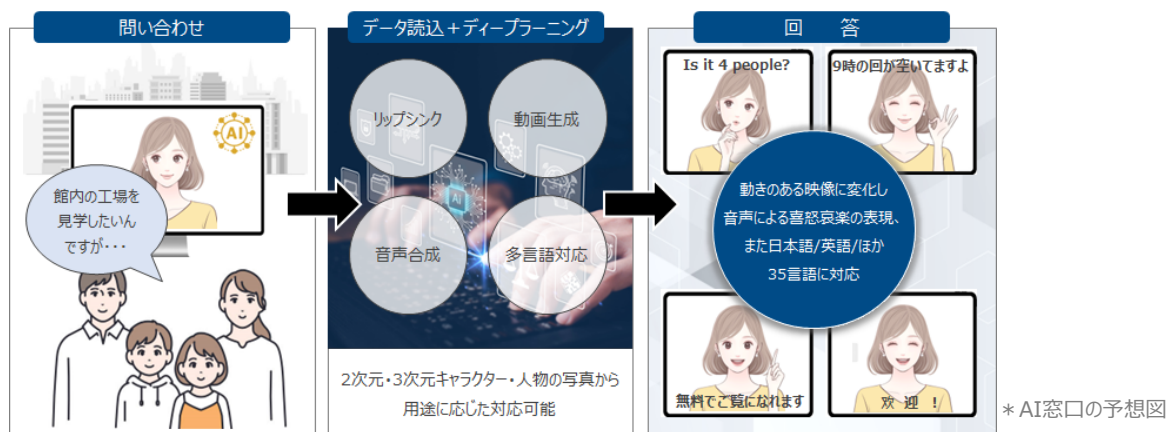 問い合わせ
AI
館内の工場を
見学したいん
ですが・・・
データ読込＋ディープラーニング
リップシンク
動画生成
AI
音声合成
多言語対応
2次元・3次元キャラクター・人物の写真から
用途に応じた対応可能
回　答
Is it 4 people?
9時の回が空いてますよ
動きのある映像に変化し
音声による喜怒哀楽の表現、
また日本語/英語/ほか
35言語に対応
無料でご覧になれます
欢 迎 ！
＊AI窓口の予想図